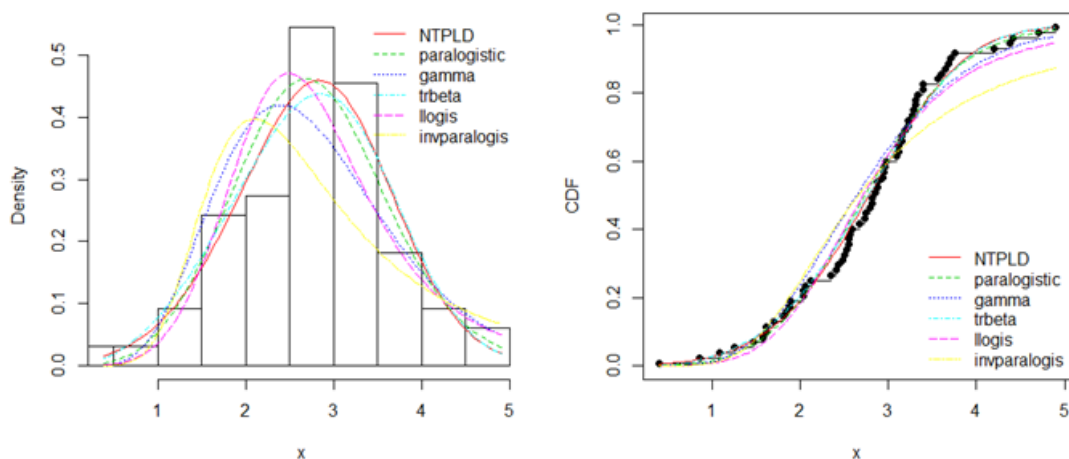 NTPLD
paralogistic
gamma
trbeta
llogis
invparalogis
Density
0.0
0.1
0.2
0.3
0.4
0.5
1 2 3 4 5
x
CDF
0.0
0.2
0.4
0.6
0.8
1.0
NTPLD
paralogistic
gamma
trbeta
llogis
invparalogis
1 2 3 4 5
x